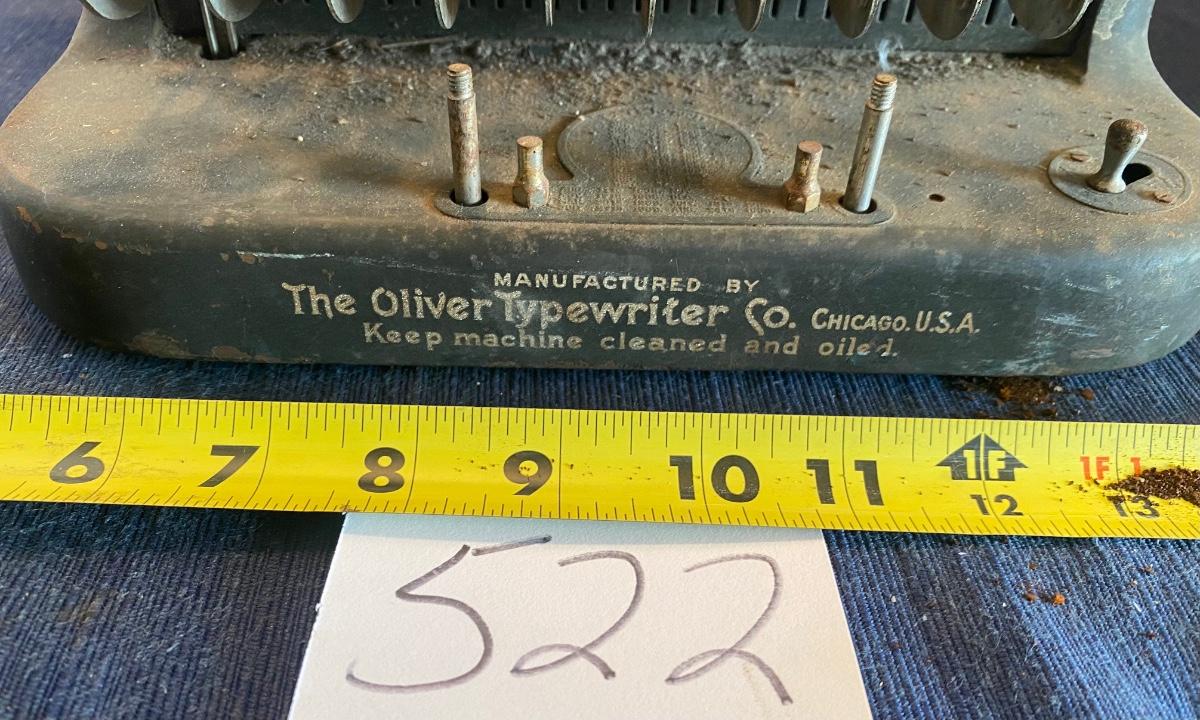 MANUFACTURED BY
The Oliver Typewriter Co. CHICAGO. U.S.A.
Keep machine cleaned and oiled.
6 7 8 9 10 11 1F 1F 1
12 13
522